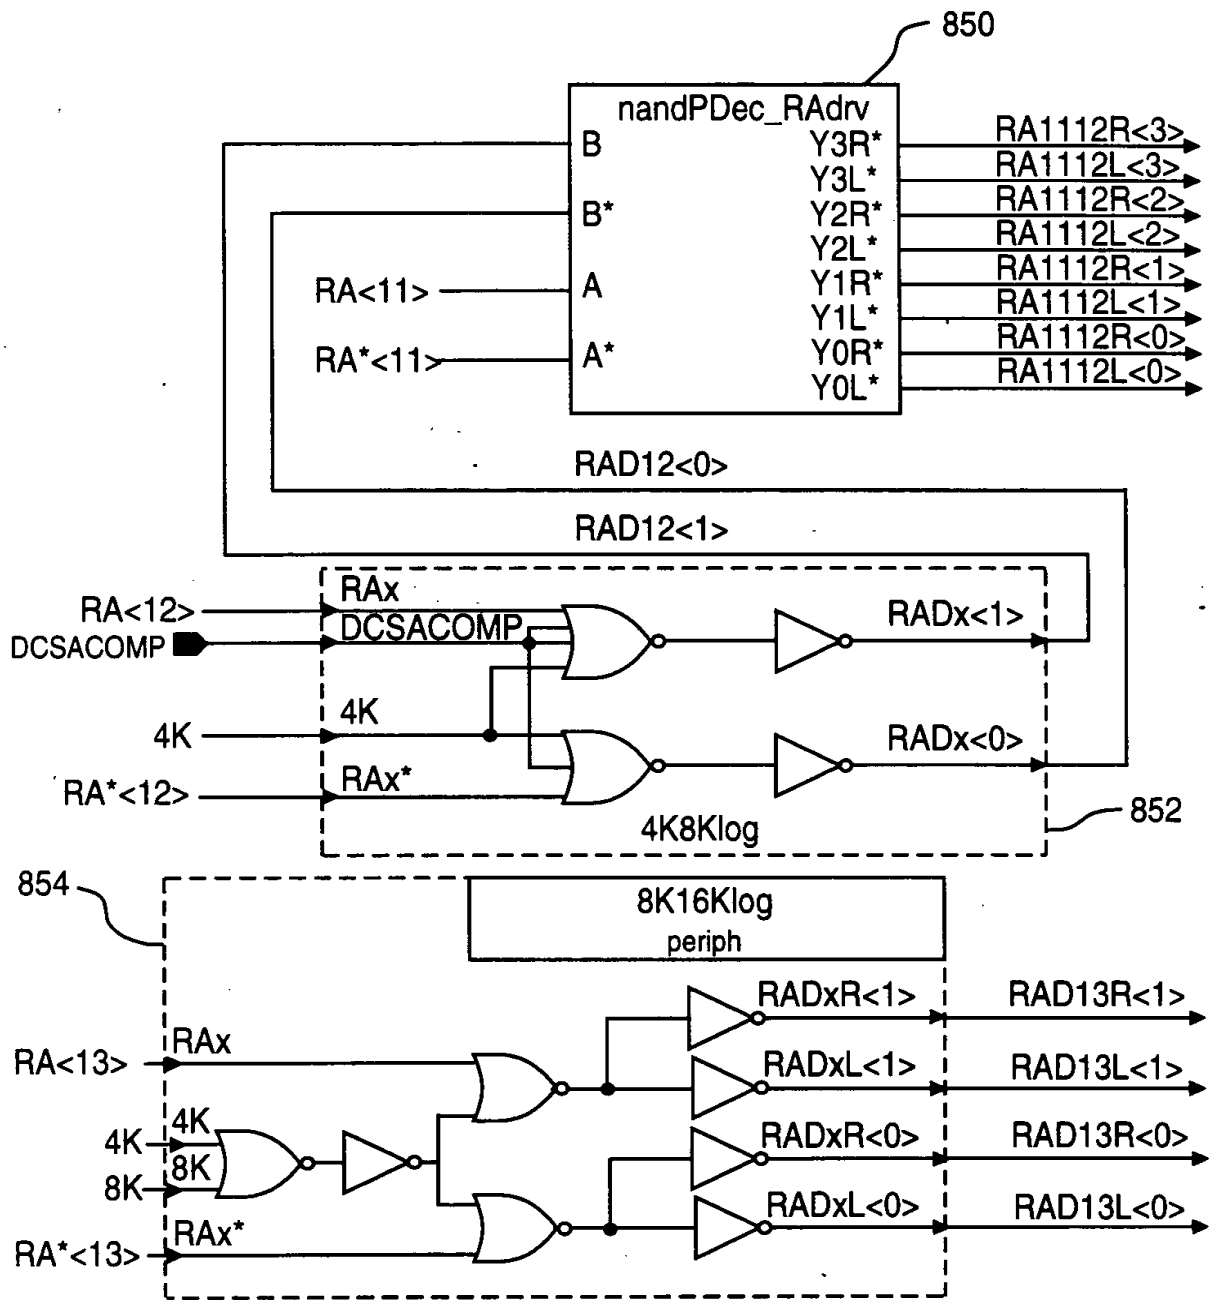 850
nandPDec_RAdrv
B
Y3R*
RA1112R<3>
Y3L*
RA1112L<3>
B*
Y2R*
RA1112R<2>
Y2L*
RA1112L<2>
RA<11>
A
Y1R*
RA1112R<1>
Y1L*
RA1112L<1>
RA*<11>
A*
Y0R*
RA1112R<0>
Y0L*
RA1112L<0>
RAD12<0>
RAD12<1>
RA<12>
RAx
RADx<1>
DCSACOMP
DCSACOMP
4K
4K
RADx<0>
RA*<12>
RAx*
4K8Klog
852
854
8K16Klog
periph
RADxR<1>
RAD13R<1>
RA<13>
RAx
RADxL<1>
RAD13L<1>
4K
4K
RADxR<0>
RAD13R<0>
8K
8K
RADxL<0>
RAD13L<0>
RA*<13>
RAx*